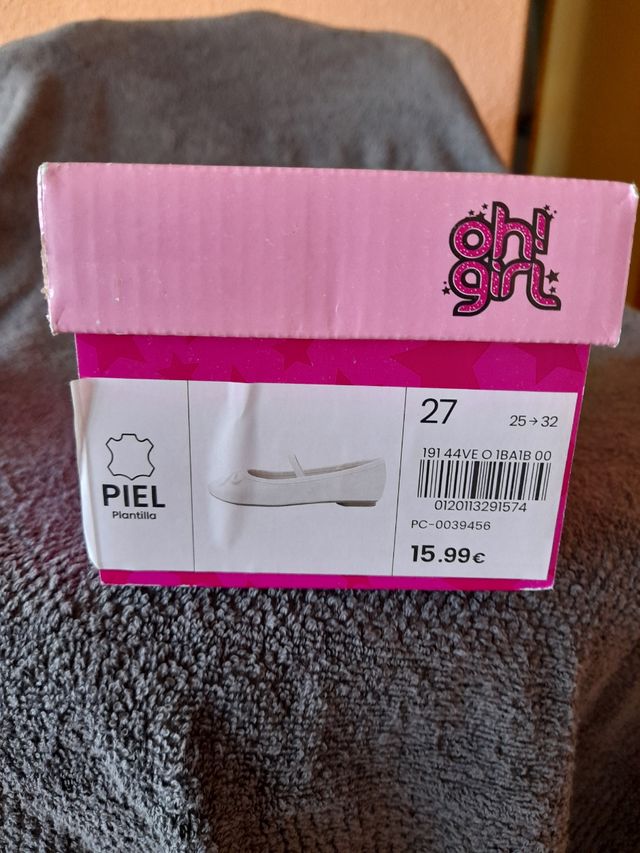 oh!
girl
PIEL
Plantilla
27
25→32
191 44VE O 1BA1B 00
0120113291574
PC-0039456
15.99€